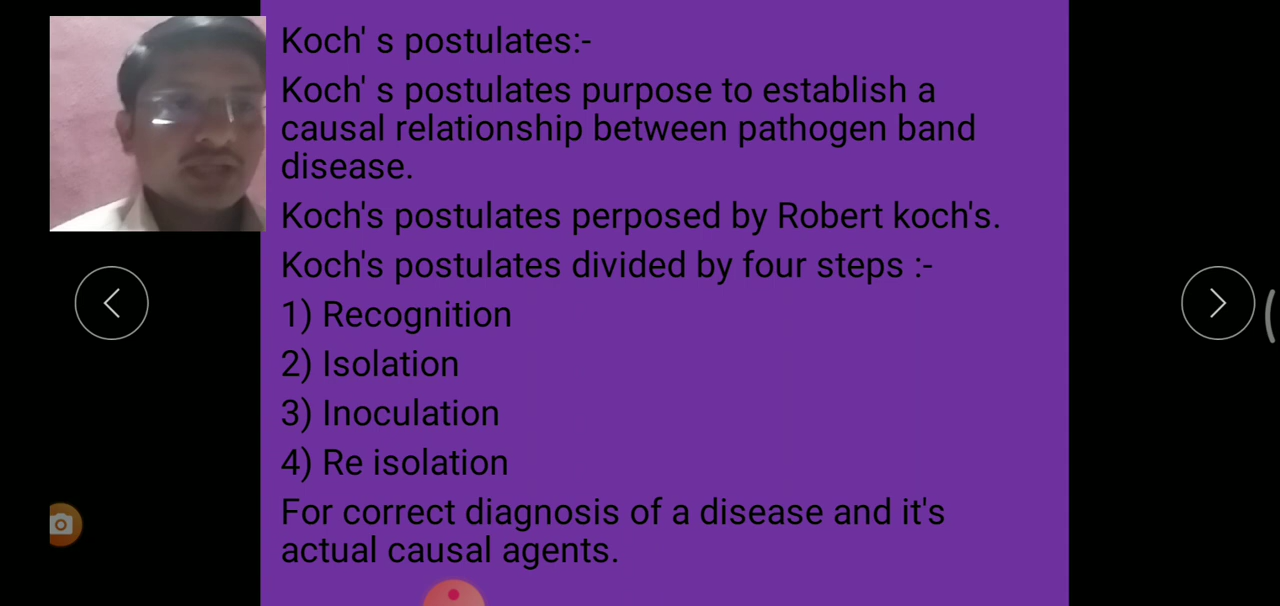 Koch' s postulates:-
Koch' s postulates purpose to establish a
causal relationship between pathogen band
disease.
Koch's postulates perposed by Robert koch's.
Koch's postulates divided by four steps :-
1) Recognition
2) Isolation
3) Inoculation
4) Re isolation
For correct diagnosis of a disease and it's
actual causal agents.